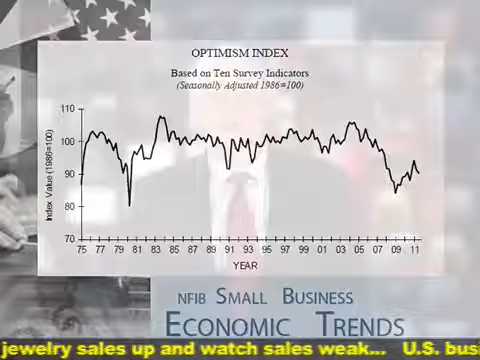 OPTIMISM INDEX
Based on Ten Survey Indicators
(Seasonally Adjusted 1986=100)
Index Value (1986=100)
110
100
90
80
70
75 77 79 81 83 85 87 89 91 93 95 97 99 01 03 05 07 09 11
YEAR
NFIB SMALL BUSINESS
ECONOMIC TRENDS
jewelry sales up and watch sales weak... U.S. busi